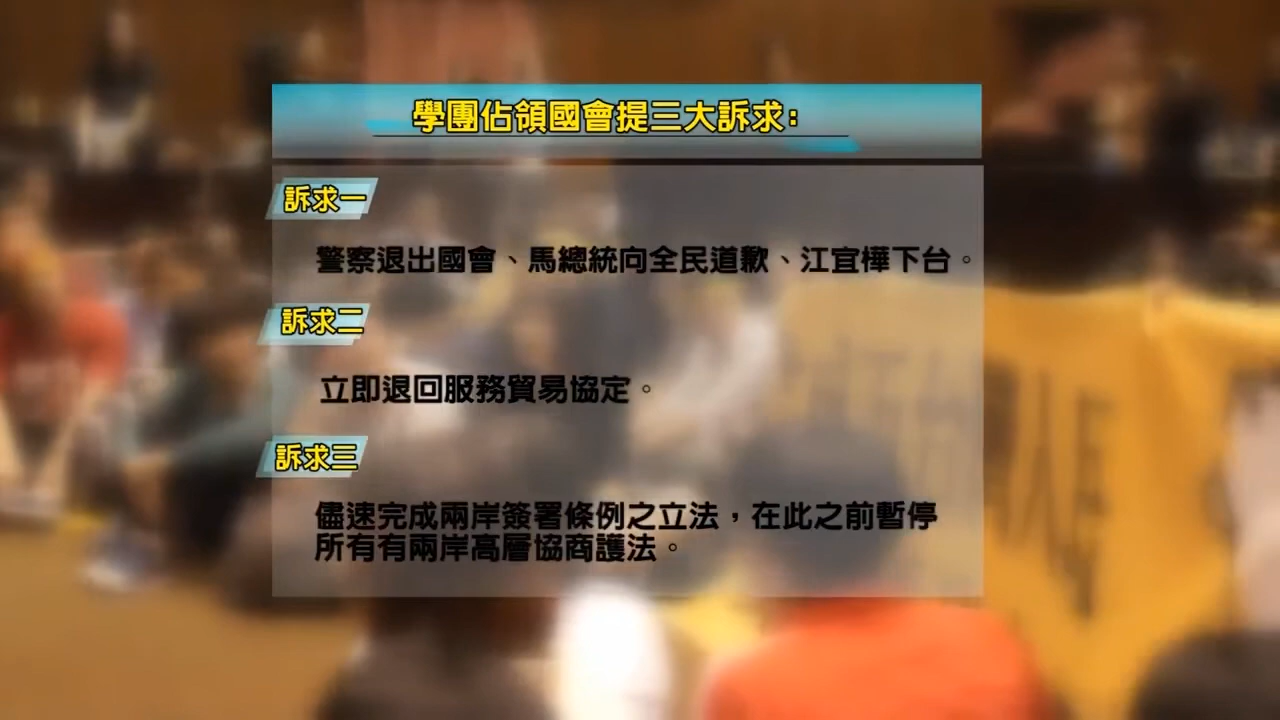 學團佔領國會提三大訴求:
訴求一
警察退出國會、馬總統向全民道歉、江宜樺下台。
訴求二
立即退回服務貿易協定。
訴求三
儘速完成兩岸簽署條例之立法,在此之前暫停
所有有兩岸高層協商護法。